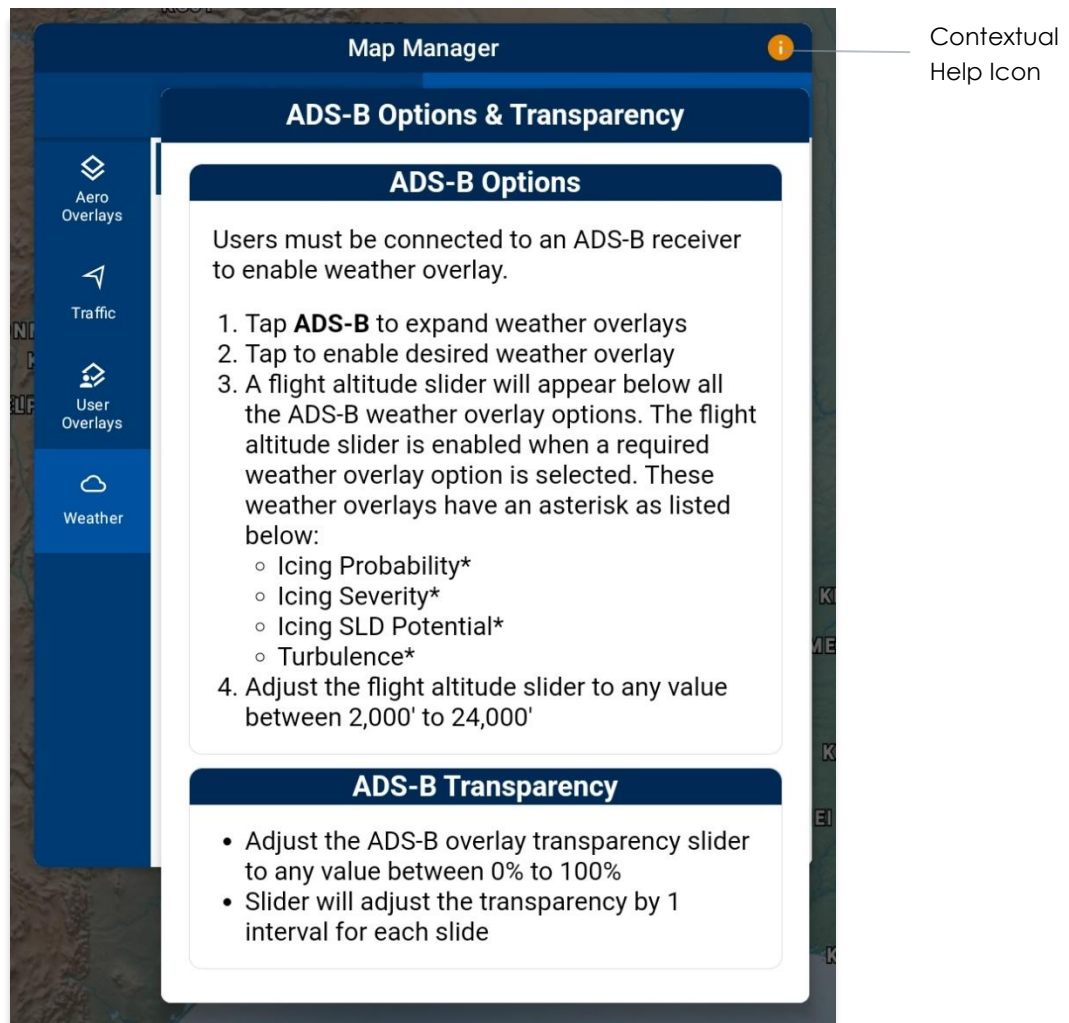 Map Manager
Contextual
Help Icon
ADS-B Options & Transparency
Aero
Overlays
Traffic
User
Overlays
Weather
ADS-B Options
Users must be connected to an ADS-B receiver
to enable weather overlay.
1. Tap ADS-B to expand weather overlays
2. Tap to enable desired weather overlay
3. A flight altitude slider will appear below all
the ADS-B weather overlay options. The flight
altitude slider is enabled when a required
weather overlay option is selected. These
weather overlays have an asterisk as listed
below:
◦ Icing Probability*
◦ Icing Severity*
◦ Icing SLD Potential*
◦ Turbulence*
4. Adjust the flight altitude slider to any value
between 2,000' to 24,000'
ADS-B Transparency
• Adjust the ADS-B overlay transparency slider
to any value between 0% to 100%
• Slider will adjust the transparency by 1
interval for each slide